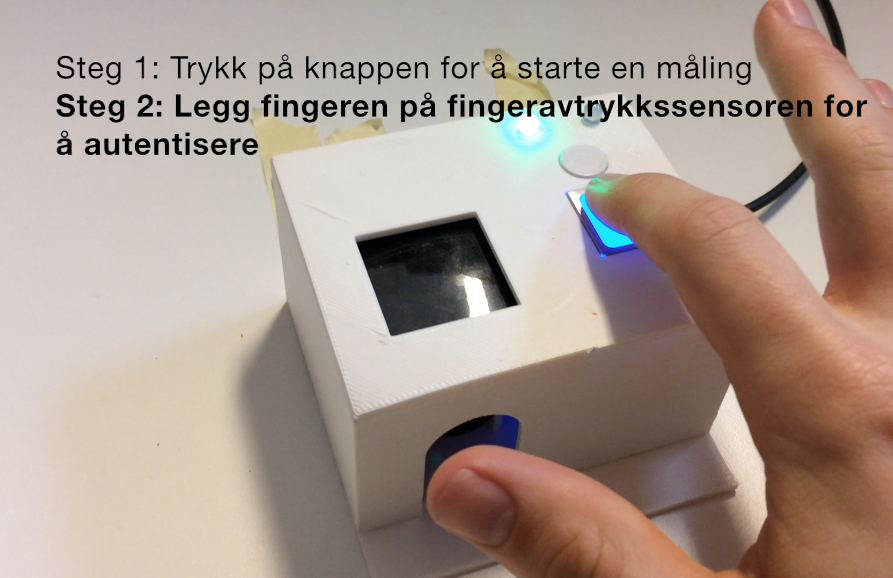 Steg 1: Trykk på knappen for å starte en måling
Steg 2: Legg fingeren på fingeravtrykkssensoren for
å autentisere